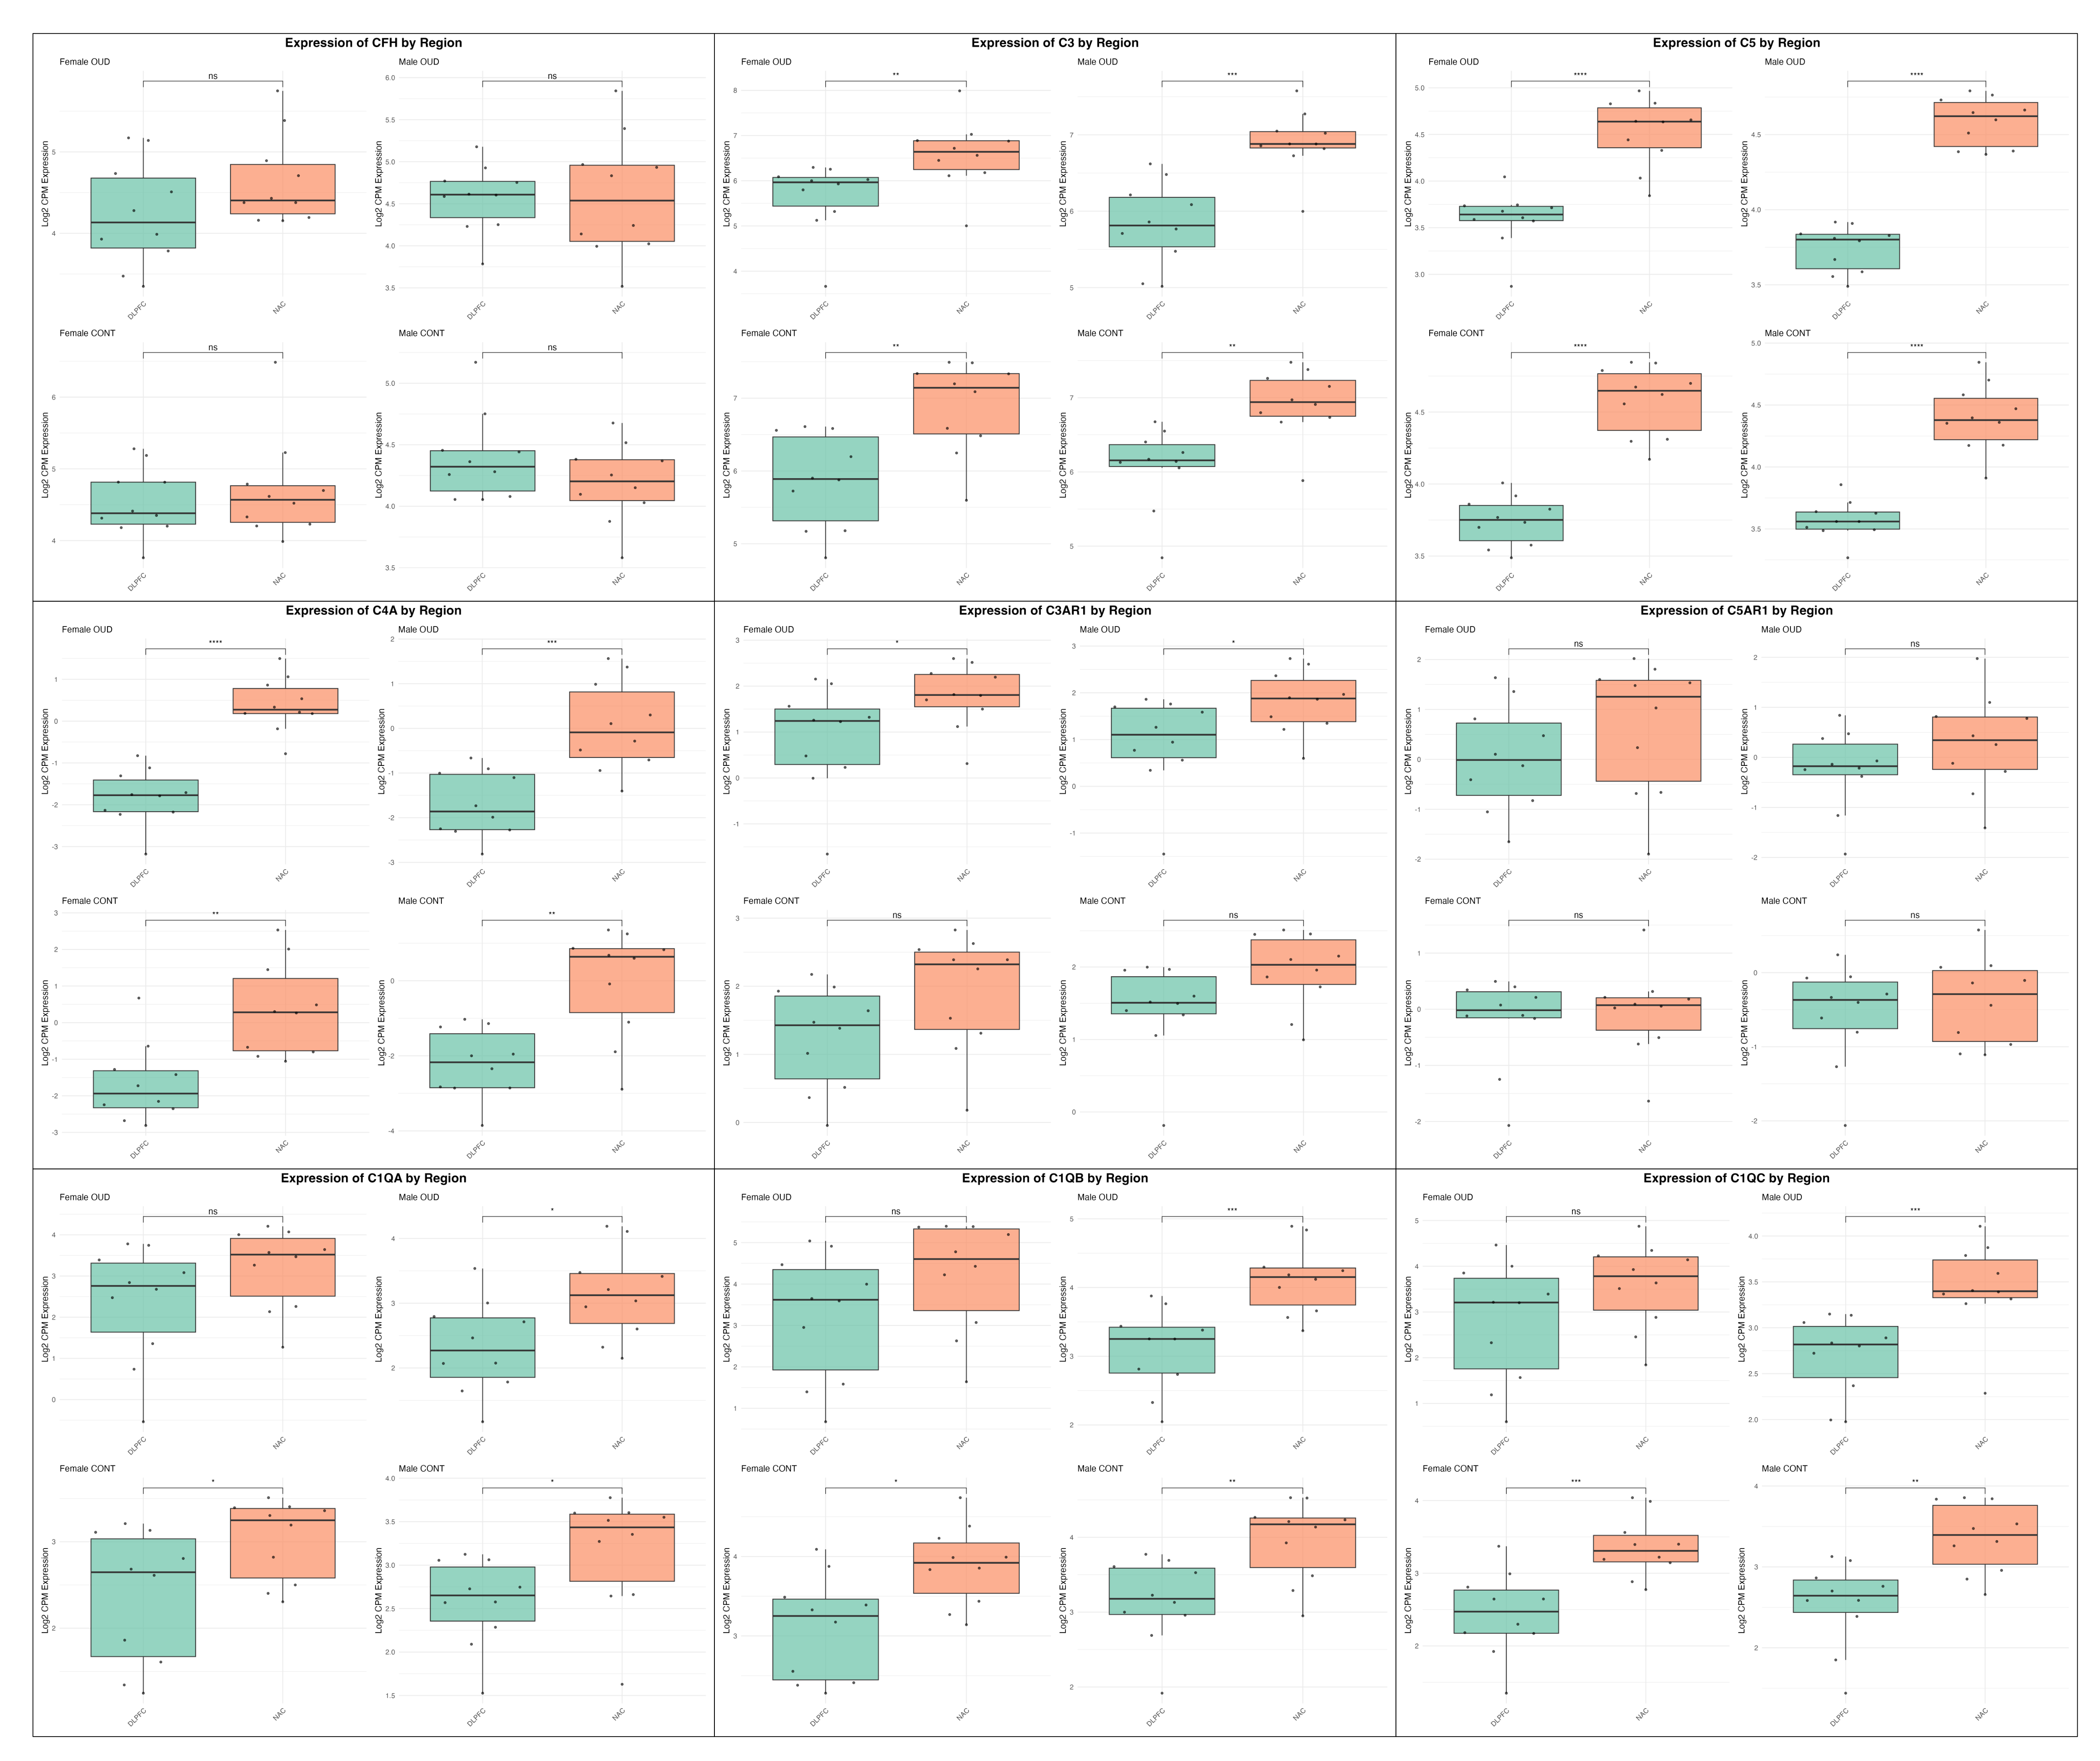 Expression of CFH by Region
Female OUD
Log2 CPM Expression
5
4
ns
DLPFC
NAC
Male OUD
Log2 CPM Expression
6.0
5.5
5.0
4.5
4.0
3.5
ns
DLPFC
NAC
Female CONT
Log2 CPM Expression
6
5
4
ns
DLPFC
NAC
Male CONT
Log2 CPM Expression
5.0
4.5
4.0
3.5
ns
DLPFC
NAC
Expression of C3 by Region
Female OUD
Log2 CPM Expression
8
7
6
5
4
**
DLPFC
NAC
Male OUD
Log2 CPM Expression
7
6
5
***
DLPFC
NAC
Female CONT
Log2 CPM Expression
7
6
5
**
DLPFC
NAC
Male CONT
Log2 CPM Expression
7
6
5
**
DLPFC
NAC
Expression of C5 by Region
Female OUD
Log2 CPM Expression
5.0
4.5
4.0
3.5
3.0
****
DLPFC
NAC
Male OUD
Log2 CPM Expression
4.5
4.0
3.5
****
DLPFC
NAC
Female CONT
Log2 CPM Expression
4.5
4.0
3.5
****
DLPFC
NAC
Male CONT
Log2 CPM Expression
5.0
4.5
4.0
3.5
****
DLPFC
NAC
Expression of C4A by Region
Female OUD
Log2 CPM Expression
1
0
-1
-2
-3
****
DLPFC
NAC
Male OUD
Log2 CPM Expression
2
1
0
-1
-2
-3
***
DLPFC
NAC
Female CONT
Log2 CPM Expression
3
2
1
0
-1
-2
-3
**
DLPFC
NAC
Male CONT
Log2 CPM Expression
0
-2
-4
**
DLPFC
NAC
Expression of C3AR1 by Region
Female OUD
Log2 CPM Expression
3
2
1
0
-1
*
DLPFC
NAC
Male OUD
Log2 CPM Expression
3
2
1
0
-1
*
DLPFC
NAC
Female CONT
Log2 CPM Expression
3
2
1
0
ns
DLPFC
NAC
Male CONT
Log2 CPM Expression
2
1
0
ns
DLPFC
NAC
Expression of C5AR1 by Region
Female OUD
Log2 CPM Expression
2
1
0
-1
-2
ns
DLPFC
NAC
Male OUD
Log2 CPM Expression
2
1
0
-1
-2
ns
DLPFC
NAC
Female CONT
Log2 CPM Expression
1
0
-1
-2
ns
DLPFC
NAC
Male CONT
Log2 CPM Expression
0
-1
-2
ns
DLPFC
NAC
Expression of C1QA by Region
Female OUD
Log2 CPM Expression
4
3
2
1
0
ns
DLPFC
NAC
Male OUD
Log2 CPM Expression
4
3
2
*
DLPFC
NAC
Female CONT
Log2 CPM Expression
3
2
*
DLPFC
NAC
Male CONT
Log2 CPM Expression
4.0
3.5
3.0
2.5
2.0
1.5
*
DLPFC
NAC
Expression of C1QB by Region
Female OUD
Log2 CPM Expression
5
4
3
2
1
ns
DLPFC
NAC
Male OUD
Log2 CPM Expression
5
4
3
2
***
DLPFC
NAC
Female CONT
Log2 CPM Expression
4
3
*
DLPFC
NAC
Male CONT
Log2 CPM Expression
4
3
2
**
DLPFC
NAC
Expression of C1QC by Region
Female OUD
Log2 CPM Expression
5
4
3
2
1
ns
DLPFC
NAC
Male OUD
Log2 CPM Expression
4.0
3.5
3.0
2.5
2.0
***
DLPFC
NAC
Female CONT
Log2 CPM Expression
4
3
2
***
DLPFC
NAC
Male CONT
Log2 CPM Expression
4
3
2
**
DLPFC
NAC